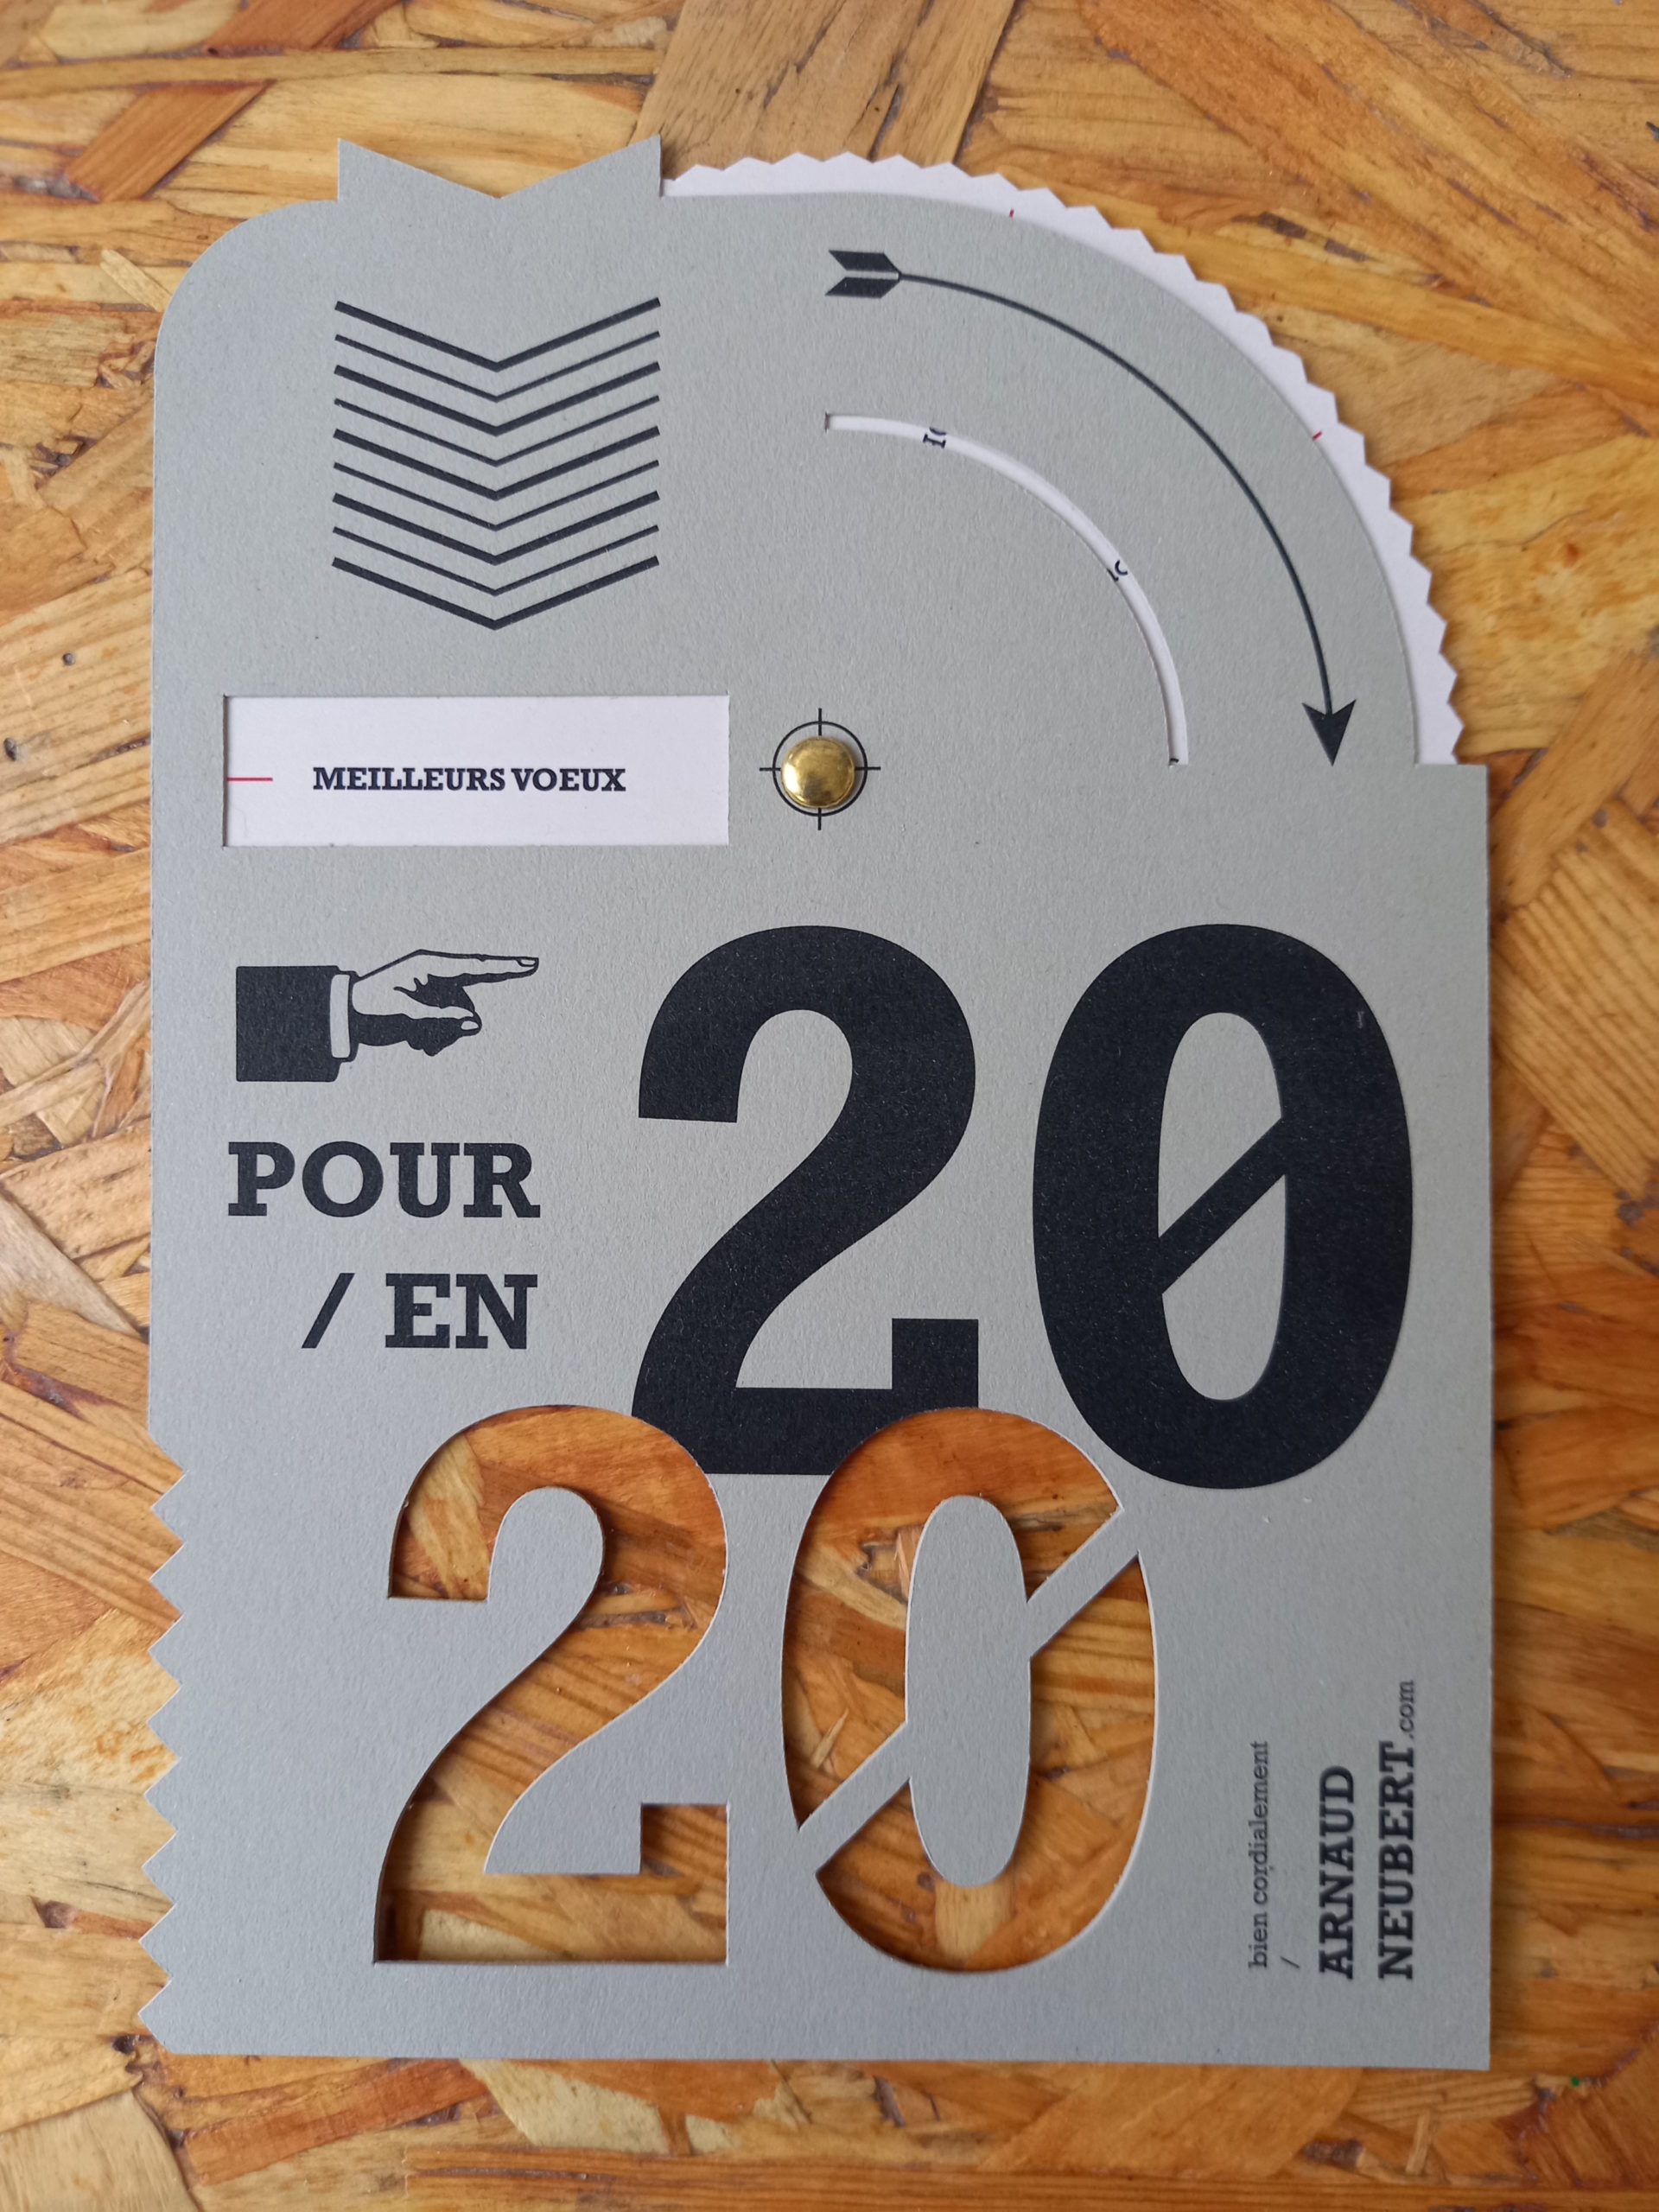 MEILLEURS VOEUX
POUR
/ EN
20
20
bien cordialement
/
ARNAUD
NEUBERT.com